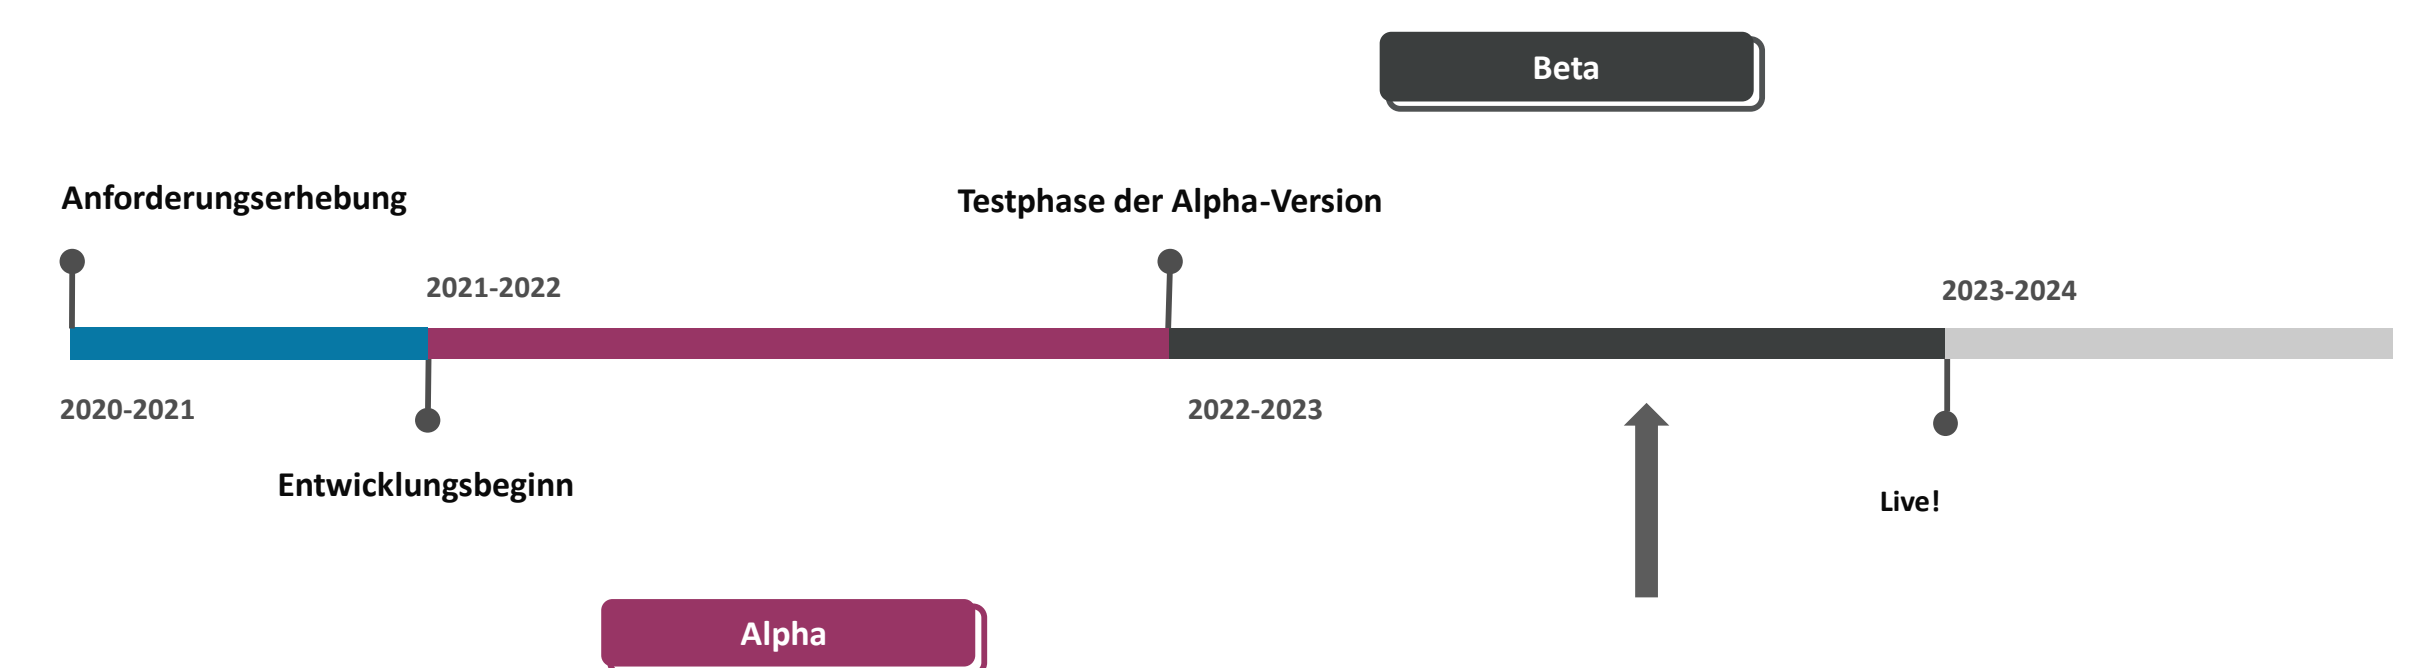 Beta
Anforderungserhebung
Testphase der Alpha-Version
2021-2022
2023-2024
2020-2021
2022-2023
Entwicklungsbeginn
Live!
Alpha